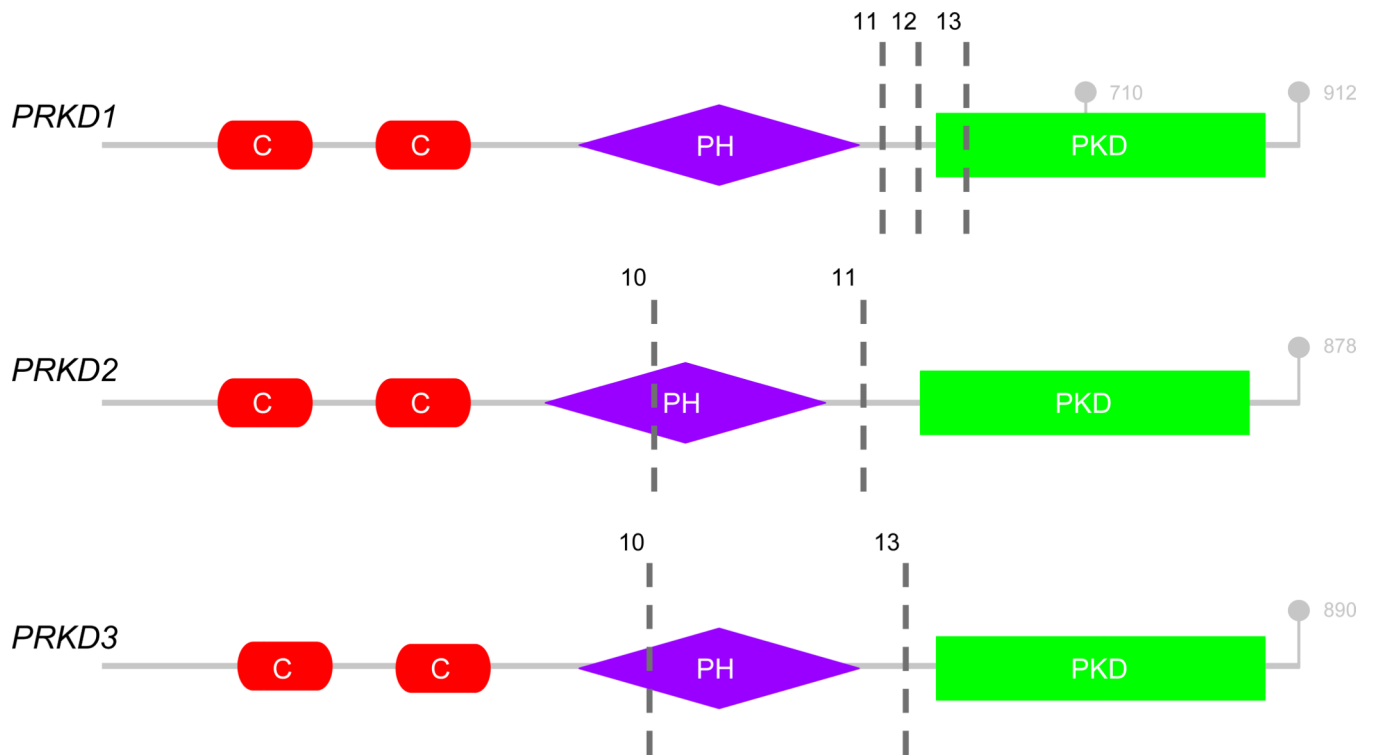 11 12 13
PRKD1
C C PH PKD
710
912
10 11
PRKD2
C C PH PKD
878
10 13
PRKD3
C C PH PKD
890